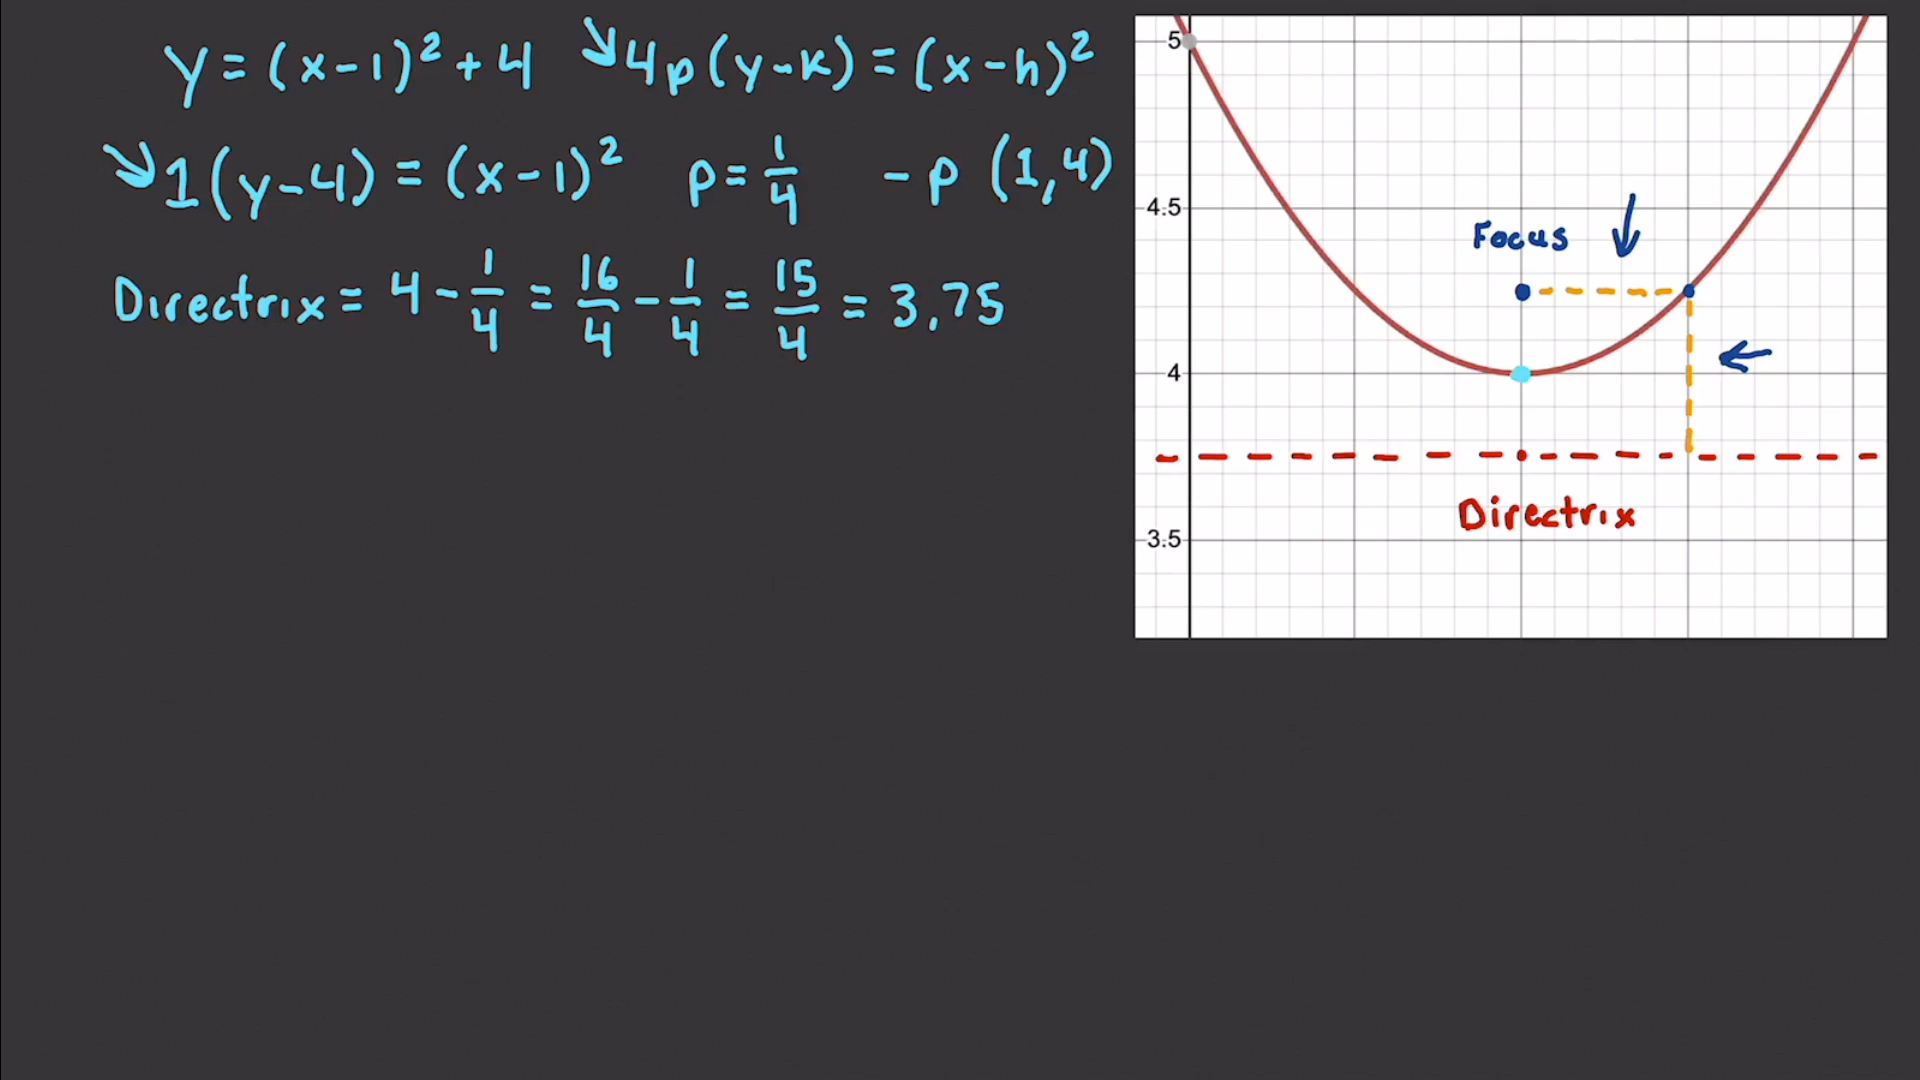 y = (x-1)² + 4 ↘ 4p(y-k) = (x-h)²
↘ 1(y-4) = (x-1)² p = 1/4 -p (1,4)
Directrix = 4 - 1/4 = 16/4 - 1/4 = 15/4 = 3.75
5
4.5
Focus
4
Directrix
3.5